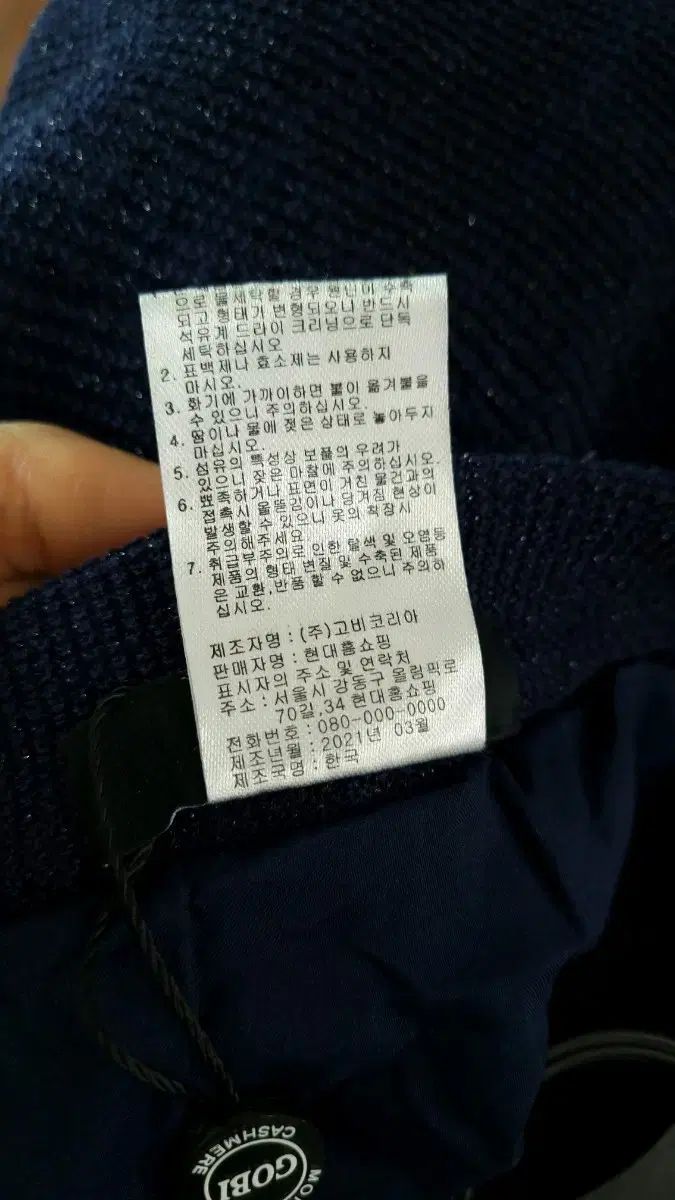 으로 물세탁할 경우 원단이 수축
되고 형태가 변형되오니 반드시
석유계 드라이 크리닝으로 단독
세탁하십시오
2. 표백제나 효소제는 사용하지
마시오.
3. 화기에 가까이하면 불이 옮겨붙을
수 있으니 주의하십시오.
4. 땀이나 물에 젖은 상태로 놓아두지
마십시오.
5. 섬유의 특성상 보풀의 우려가
있으니 잦은 마찰에 주의하십시오.
6. 뾰족하거나 표면이 거친 물건과의
접촉시 올뜯김이나 당겨짐 현상이
발생할 수 있으니 옷의 확장시
주의해주세요
7. 취급부주의로 인한 탈색 및 오염등
제품의 형태 변질 및 수축된 제품
은 교환,반품 할 수 없으니 주의하
십시오.
제조자명 : (주)고비코리아
판매자명 : 현대홈쇼핑
표시자의 주소 및 연락처
주소 : 서울시 강동구 올림픽로
70길,34 현대홈쇼핑
전화번호 : 080-000-0000
제조년월 : 2021년 03월
제조국명 : 한국
GOBI
CASHMERE